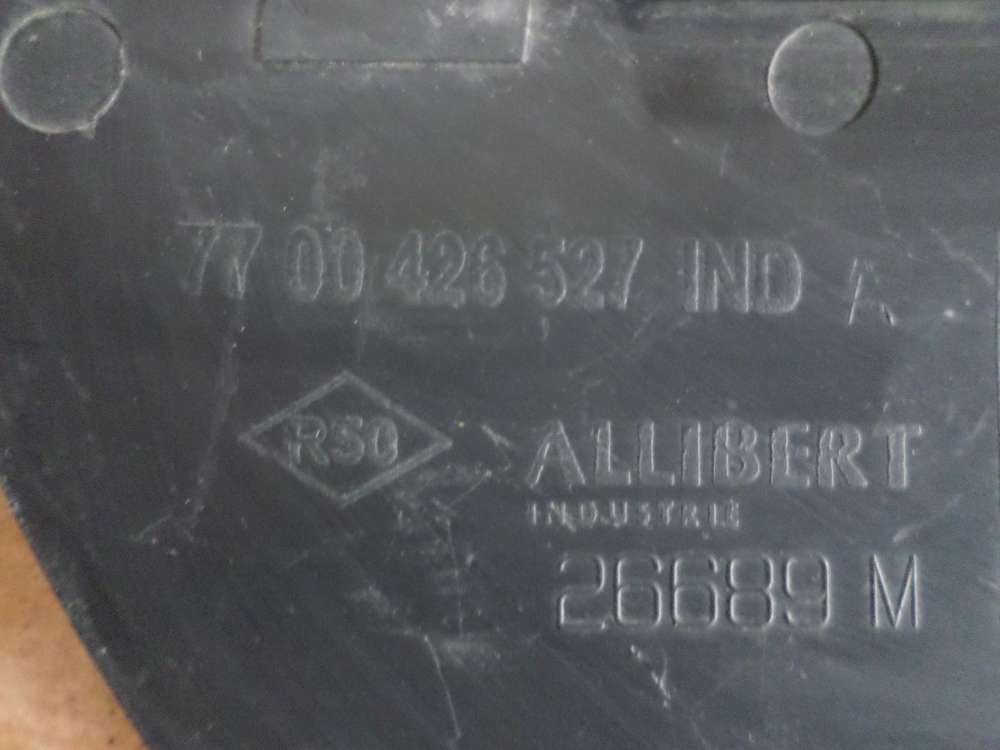 77 00 426 527 IND A
RSO
ALLIBERT
INDUSTRIE
26689 M